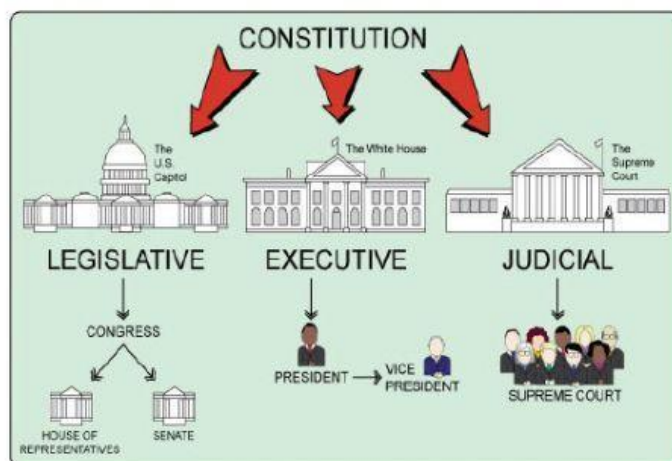 CONSTITUTION
The
U.S.
Capitol
The White House
The
Supreme
Court
LEGISLATIVE
EXECUTIVE
JUDICIAL
CONGRESS
PRESIDENT
VICE
PRESIDENT
SUPREME COURT
HOUSE OF
REPRESENTATIVES
SENATE